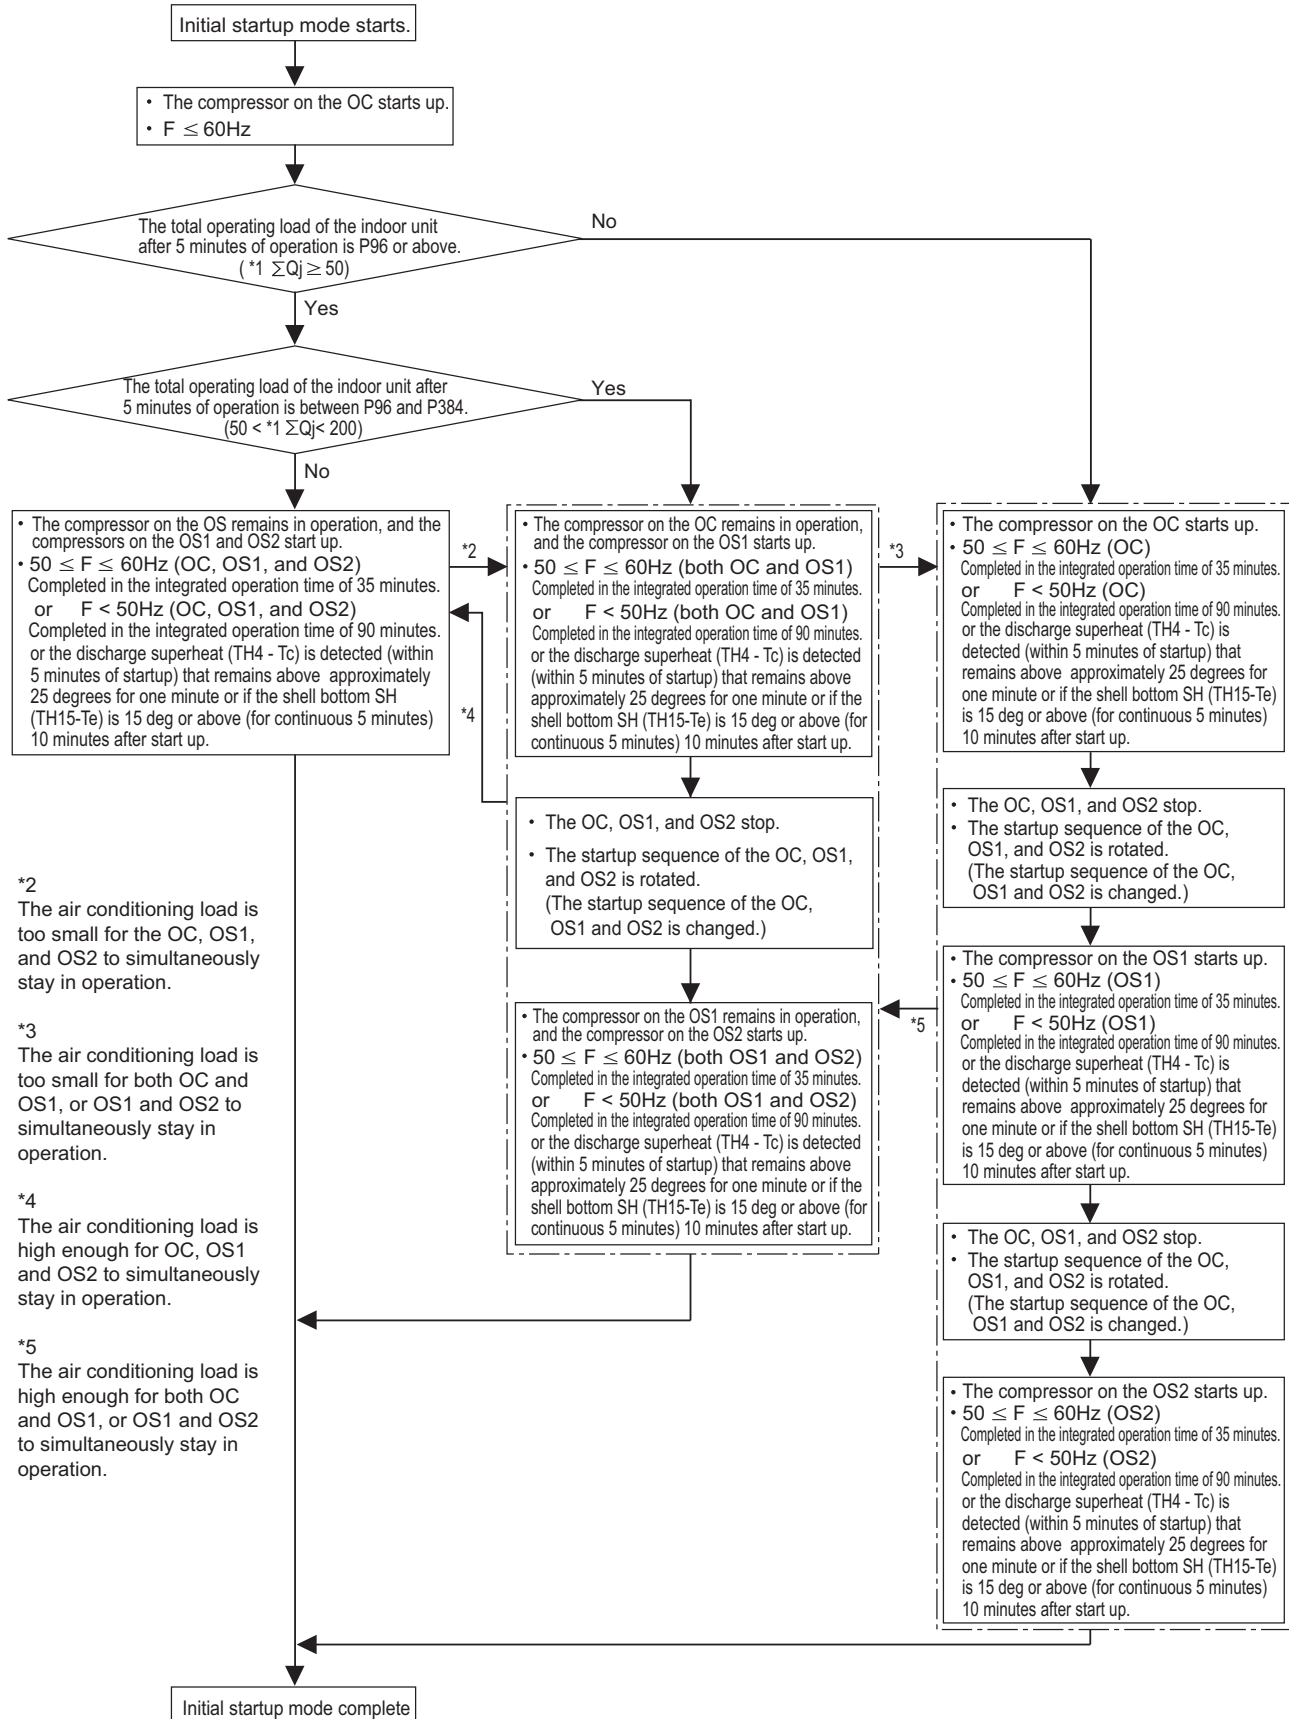 Initial startup mode starts.
• The compressor on the OC starts up.
• F ≤ 60Hz
The total operating load of the indoor unit
after 5 minutes of operation is P96 or above.
( *1 ∑Qj ≥ 50)
No
Yes
The total operating load of the indoor unit after
5 minutes of operation is between P96 and P384.
(50 < *1 ∑Qj< 200)
Yes
No
• The compressor on the OS remains in operation, and the
compressors on the OS1 and OS2 start up.
• 50 ≤ F ≤ 60Hz (OC, OS1, and OS2)
Completed in the integrated operation time of 35 minutes.
or F < 50Hz (OC, OS1, and OS2)
Completed in the integrated operation time of 90 minutes.
or the discharge superheat (TH4 - Tc) is detected (within
5 minutes of startup) that remains above approximately
25 degrees for one minute or if the shell bottom SH
(TH15-Te) is 15 deg or above (for continuous 5 minutes)
10 minutes after start up.
*2
*4
• The compressor on the OC remains in operation,
and the compressor on the OS1 starts up.
• 50 ≤ F ≤ 60Hz (both OC and OS1)
Completed in the integrated operation time of 35 minutes.
or F < 50Hz (both OC and OS1)
Completed in the integrated operation time of 90 minutes.
or the discharge superheat (TH4 - Tc) is detected
(within 5 minutes of startup) that remains above
approximately 25 degrees for one minute or if the
shell bottom SH (TH15-Te) is 15 deg or above (for
continuous 5 minutes) 10 minutes after start up.
*3
• The OC, OS1, and OS2 stop.
• The startup sequence of the OC, OS1,
and OS2 is rotated.
(The startup sequence of the OC,
OS1 and OS2 is changed.)
• The compressor on the OS1 remains in operation,
and the compressor on the OS2 starts up.
• 50 ≤ F ≤ 60Hz (both OS1 and OS2)
Completed in the integrated operation time of 35 minutes.
or F < 50Hz (both OS1 and OS2)
Completed in the integrated operation time of 90 minutes.
or the discharge superheat (TH4 - Tc) is detected
(within 5 minutes of startup) that remains above
approximately 25 degrees for one minute or if the
shell bottom SH (TH15-Te) is 15 deg or above (for
continuous 5 minutes) 10 minutes after start up.
*5
• The compressor on the OC starts up.
• 50 ≤ F ≤ 60Hz (OC)
Completed in the integrated operation time of 35 minutes.
or F < 50Hz (OC)
Completed in the integrated operation time of 90 minutes.
or the discharge superheat (TH4 - Tc) is
detected (within 5 minutes of startup) that
remains above approximately 25 degrees for
one minute or if the shell bottom SH (TH15-Te)
is 15 deg or above (for continuous 5 minutes)
10 minutes after start up.
• The OC, OS1, and OS2 stop.
• The startup sequence of the OC,
OS1, and OS2 is rotated.
(The startup sequence of the OC,
OS1 and OS2 is changed.)
• The compressor on the OS1 starts up.
• 50 ≤ F ≤ 60Hz (OS1)
Completed in the integrated operation time of 35 minutes.
or F < 50Hz (OS1)
Completed in the integrated operation time of 90 minutes.
or the discharge superheat (TH4 - Tc) is
detected (within 5 minutes of startup) that
remains above approximately 25 degrees for
one minute or if the shell bottom SH (TH15-Te)
is 15 deg or above (for continuous 5 minutes)
10 minutes after start up.
• The OC, OS1, and OS2 stop.
• The startup sequence of the OC,
OS1, and OS2 is rotated.
(The startup sequence of the OC,
OS1 and OS2 is changed.)
• The compressor on the OS2 starts up.
• 50 ≤ F ≤ 60Hz (OS2)
Completed in the integrated operation time of 35 minutes.
or F < 50Hz (OS2)
Completed in the integrated operation time of 90 minutes.
or the discharge superheat (TH4 - Tc) is
detected (within 5 minutes of startup) that
remains above approximately 25 degrees for
one minute or if the shell bottom SH (TH15-Te)
is 15 deg or above (for continuous 5 minutes)
10 minutes after start up.
*2
The air conditioning load is
too small for the OC, OS1,
and OS2 to simultaneously
stay in operation.
*3
The air conditioning load is
too small for both OC and
OS1, or OS1 and OS2 to
simultaneously stay in
operation.
*4
The air conditioning load is
high enough for OC, OS1
and OS2 to simultaneously
stay in operation.
*5
The air conditioning load is
high enough for both OC
and OS1, or OS1 and OS2
to simultaneously stay in
operation.
Initial startup mode complete